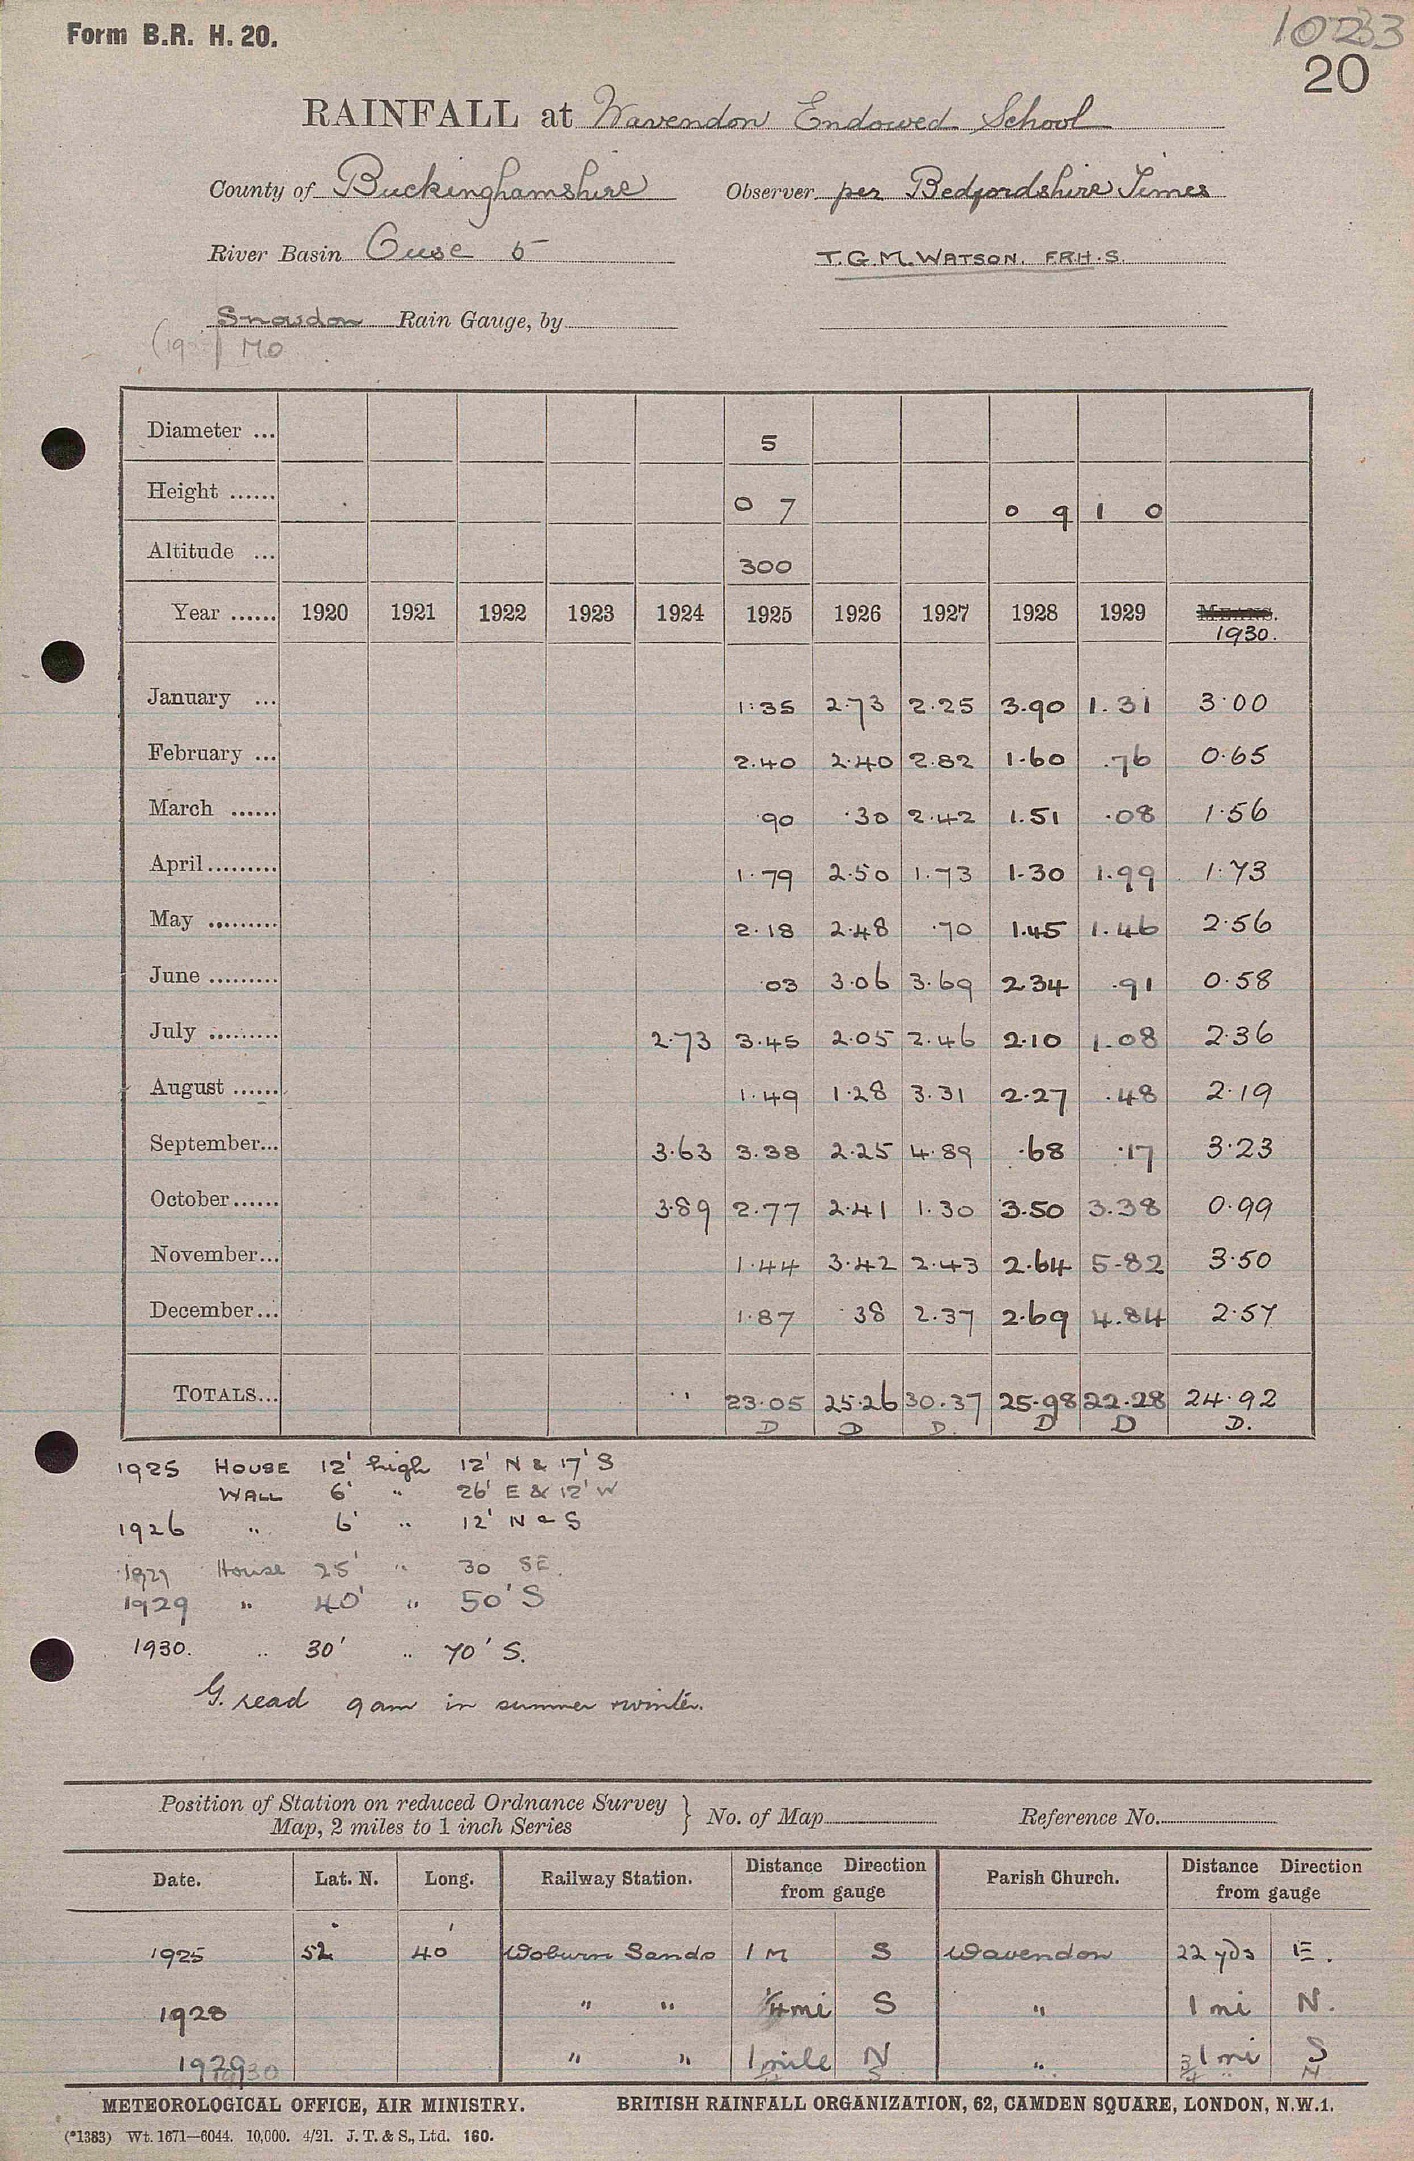 Form B.R. H. 20.
20
RAINFALL at Wavendon Endowed School
County of Buckinghamshire Observer per Bedfordshire Times
River Basin Ouse 5 T.G.M. WATSON. F.R.H.S.
Snowdon Rain Gauge, by
M.O
Diameter ... 5
Height ...... 0 7 0 9 1 0
Altitude ... 300
Year ...... 1920 1921 1922 1923 1924 1925 1926 1927 1928 1929 MEANS. 1930.
January ... 1.35 2.73 2.25 3.90 1.31 3.00
February ... 2.40 2.40 2.82 1.60 .76 0.65
March ...... .90 .30 2.42 1.51 .08 1.56
April ......... 1.79 2.50 1.73 1.30 1.99 1.73
May ......... 2.18 2.48 .70 1.45 1.46 2.56
June ......... .03 3.06 3.69 2.34 .91 0.58
July ......... 2.73 3.45 2.05 2.46 2.10 1.08 2.36
August ...... 1.49 1.28 3.31 2.27 .48 2.19
September... 3.63 3.38 2.25 4.89 .68 .17 3.23
October ...... 3.89 2.77 2.41 1.30 3.50 3.38 0.99
November... 1.44 3.42 2.43 2.64 5.82 3.50
December... 1.87 .38 2.37 2.69 4.84 2.57
TOTALS... 23.05 25.26 30.37 25.98 22.28 24.92
D D D. D D D.
1925 HOUSE 12' high 12' N & 17' S
WALL 6' " 26' E & 12' W
1926 " 6' " 12' N & S
1927 House 25' " 30 SE.
1929 " 40' " 50' S
1930. " 30' " 70' S.
G. read 9 am in summer & winter.
Position of Station on reduced Ordnance Survey
Map, 2 miles to 1 inch Series } No. of Map Reference No.
Date. Lat. N. Long. Railway Station. Distance Direction from gauge Parish Church. Distance Direction from gauge
1925 52° 40' Woburn Sands 1 M S Wavendon 22 yds E.
1928 " " 1/4 mi S " 1 mi N.
1929 1930 " " 1 mile N S " 3/4 1 mi S N
METEOROLOGICAL OFFICE, AIR MINISTRY. BRITISH RAINFALL ORGANIZATION, 62, CAMDEN SQUARE, LONDON, N.W.1.
(*1383) Wt. 1671—6044. 10,000. 4/21. J. T. & S., Ltd. 160.